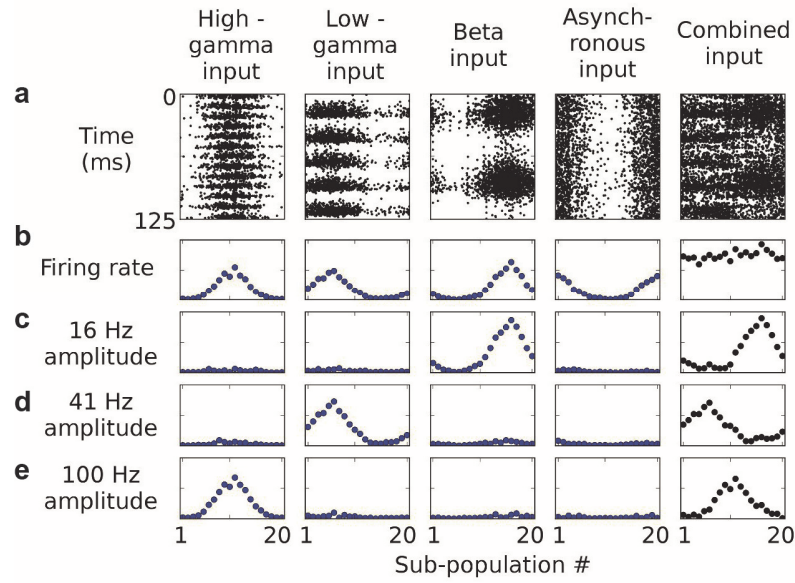 High -
gamma
input
Low -
gamma
input
Beta
input
Asynch-
ronous
input
Combined
input
a
0
Time
(ms)
125
b
Firing rate
c
16 Hz
amplitude
d
41 Hz
amplitude
e
100 Hz
amplitude
1 20 1 20 1 20 1 20 1 20
Sub-population #